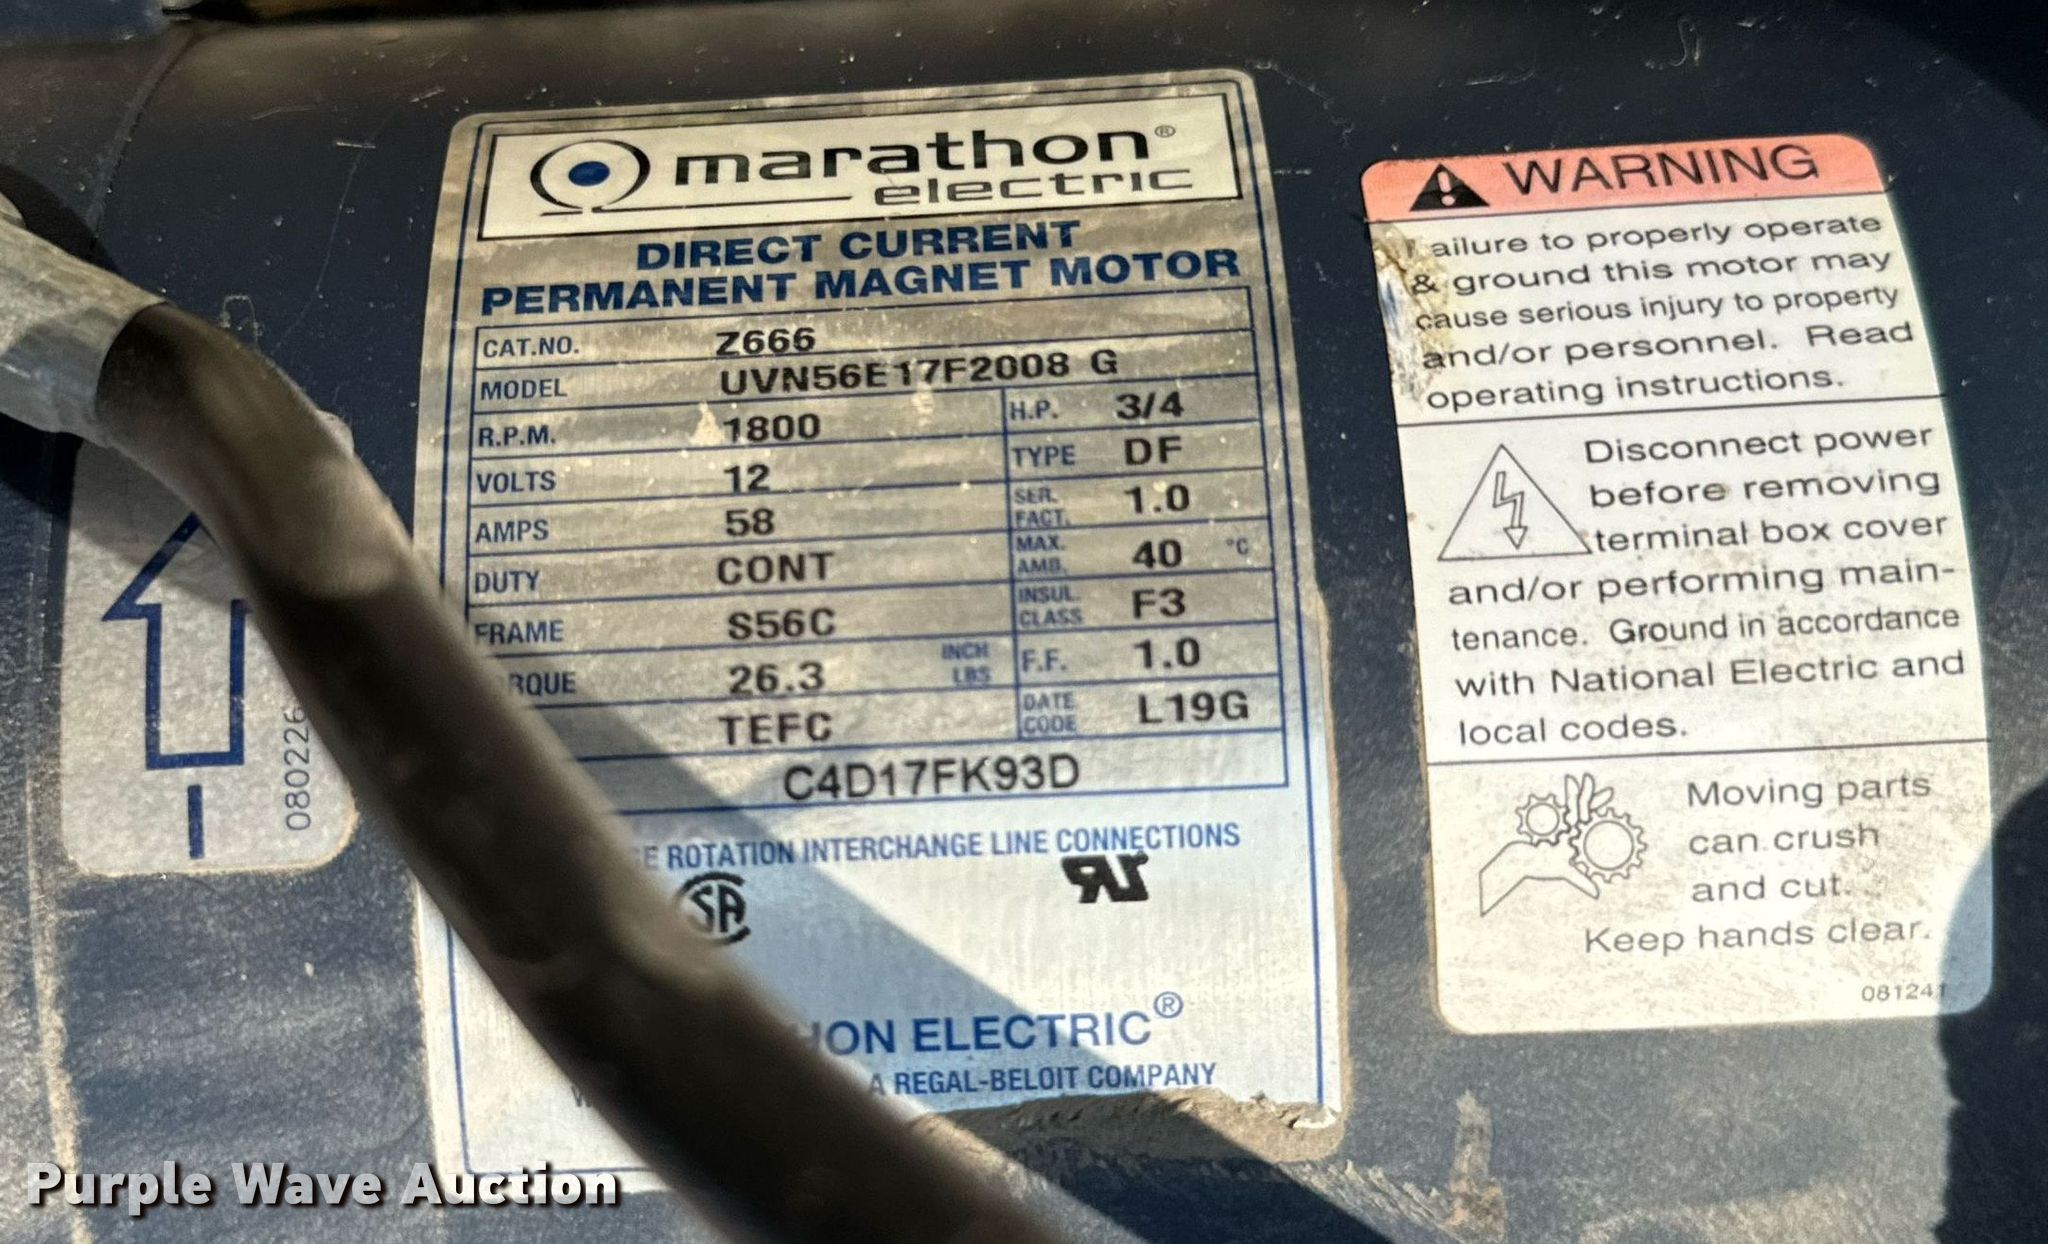 marathon®
electric
DIRECT CURRENT
PERMANENT MAGNET MOTOR
CAT.NO. Z666
MODEL UVN56E17F2008 G
R.P.M. 1800 H.P. 3/4
VOLTS 12 TYPE DF
AMPS 58 SER. FACT. 1.0
DUTY CONT MAX. AMB. 40 °C
FRAME S56C INSUL. CLASS F3
RQUE 26.3 INCH LBS F.F. 1.0
TEFC DATE CODE L19G
C4D17FK93D
E ROTATION INTERCHANGE LINE CONNECTIONS
SA
HON ELECTRIC®
A REGAL-BELOIT COMPANY
080226
WARNING
ailure to properly operate
& ground this motor may
cause serious injury to property
and/or personnel. Read
operating instructions.
Disconnect power
before removing
terminal box cover
and/or performing main-
tenance. Ground in accordance
with National Electric and
local codes.
Moving parts
can crush
and cut.
Keep hands clear.
081241
Purple Wave Auction